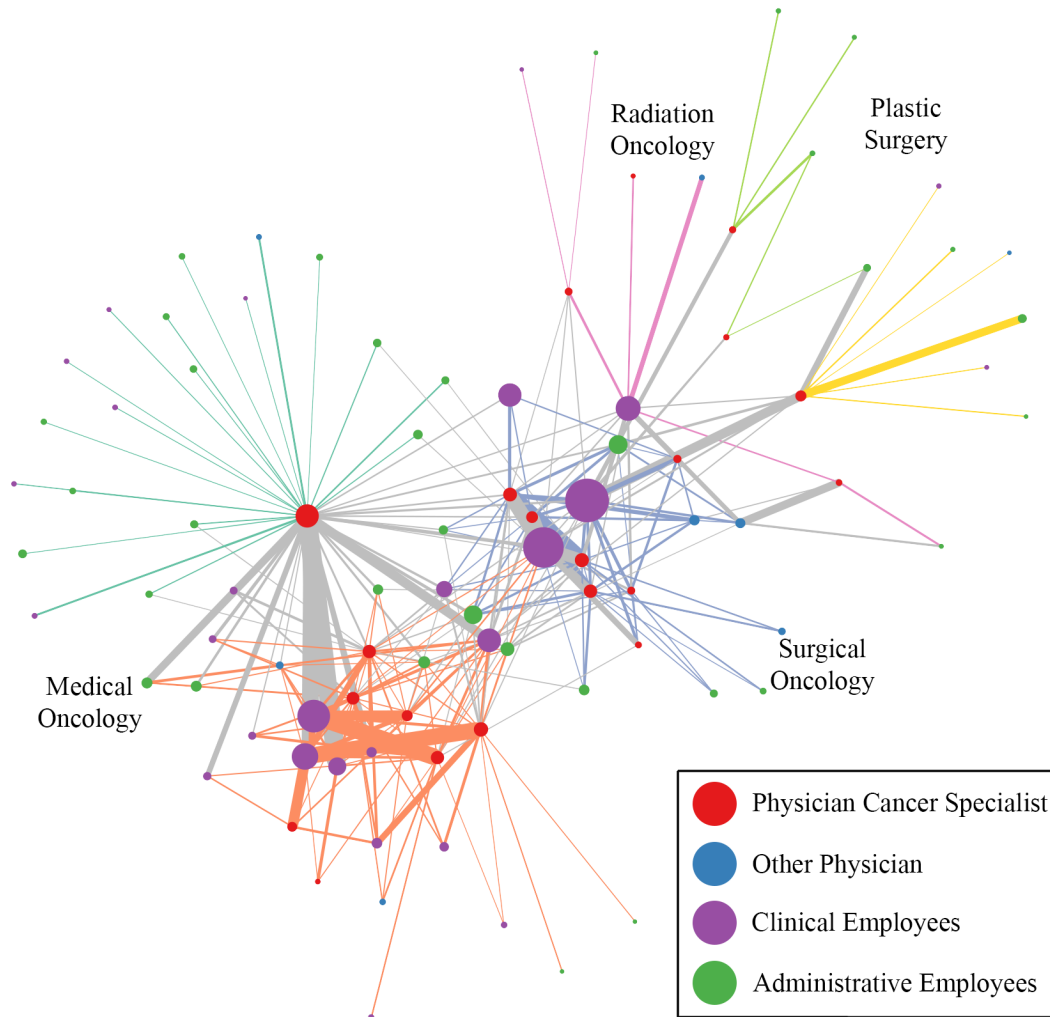 Radiation
Oncology
Plastic
Surgery
Medical
Oncology
Surgical
Oncology
Physician Cancer Specialist
Other Physician
Clinical Employees
Administrative Employees